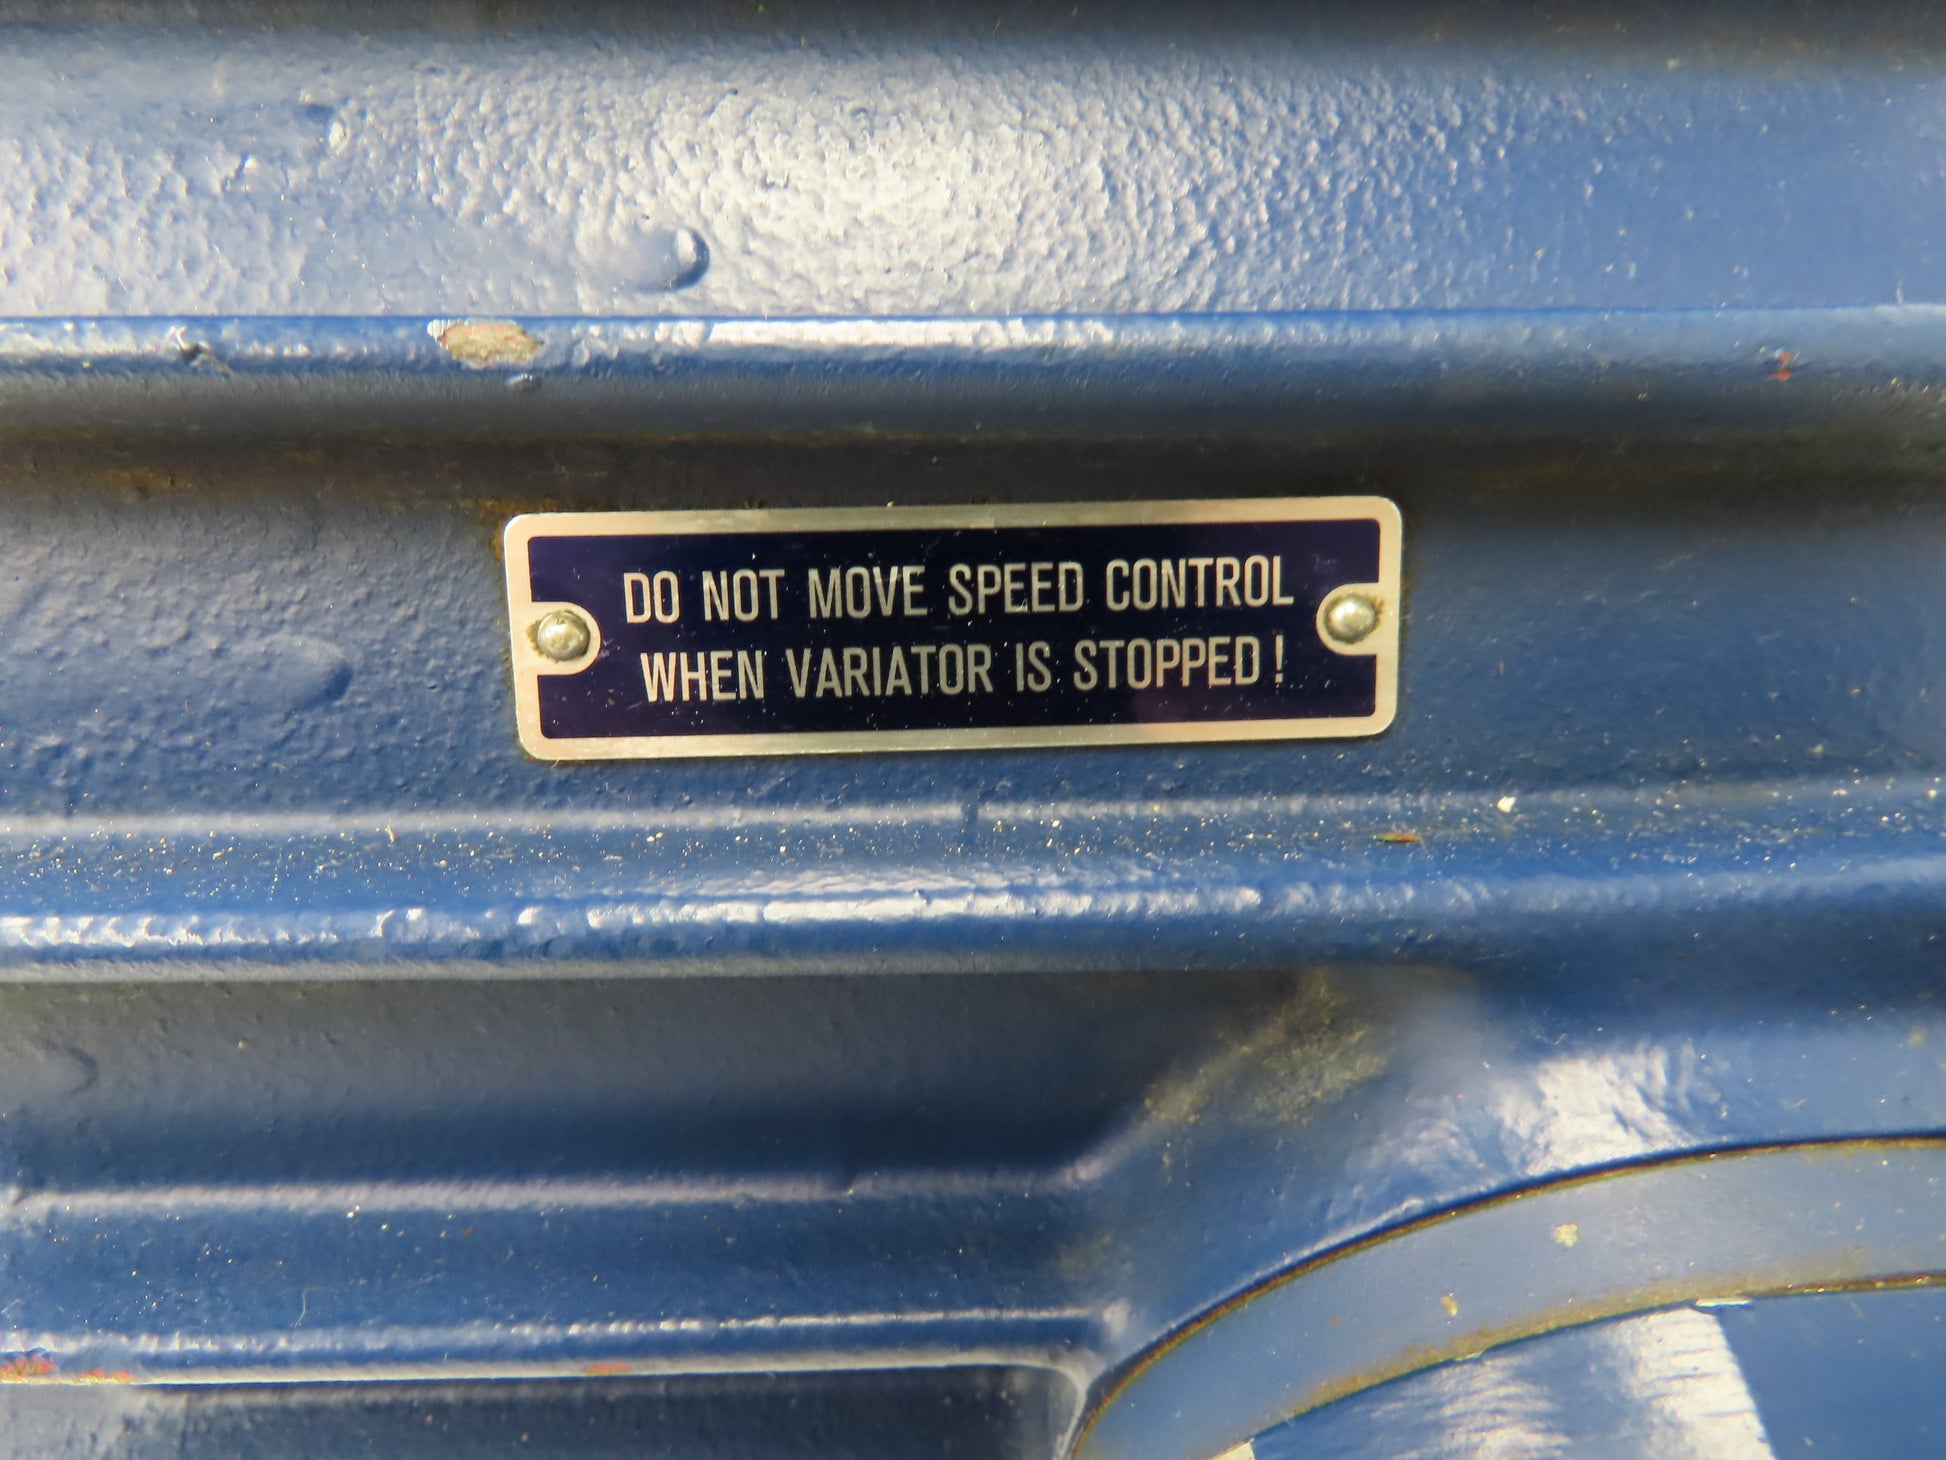 DO NOT MOVE SPEED CONTROL
WHEN VARIATOR IS STOPPED!